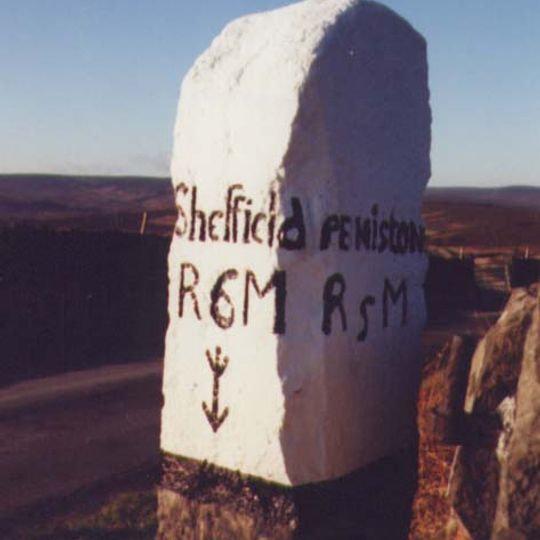 Sheffield
R6M
PENiston
R5M